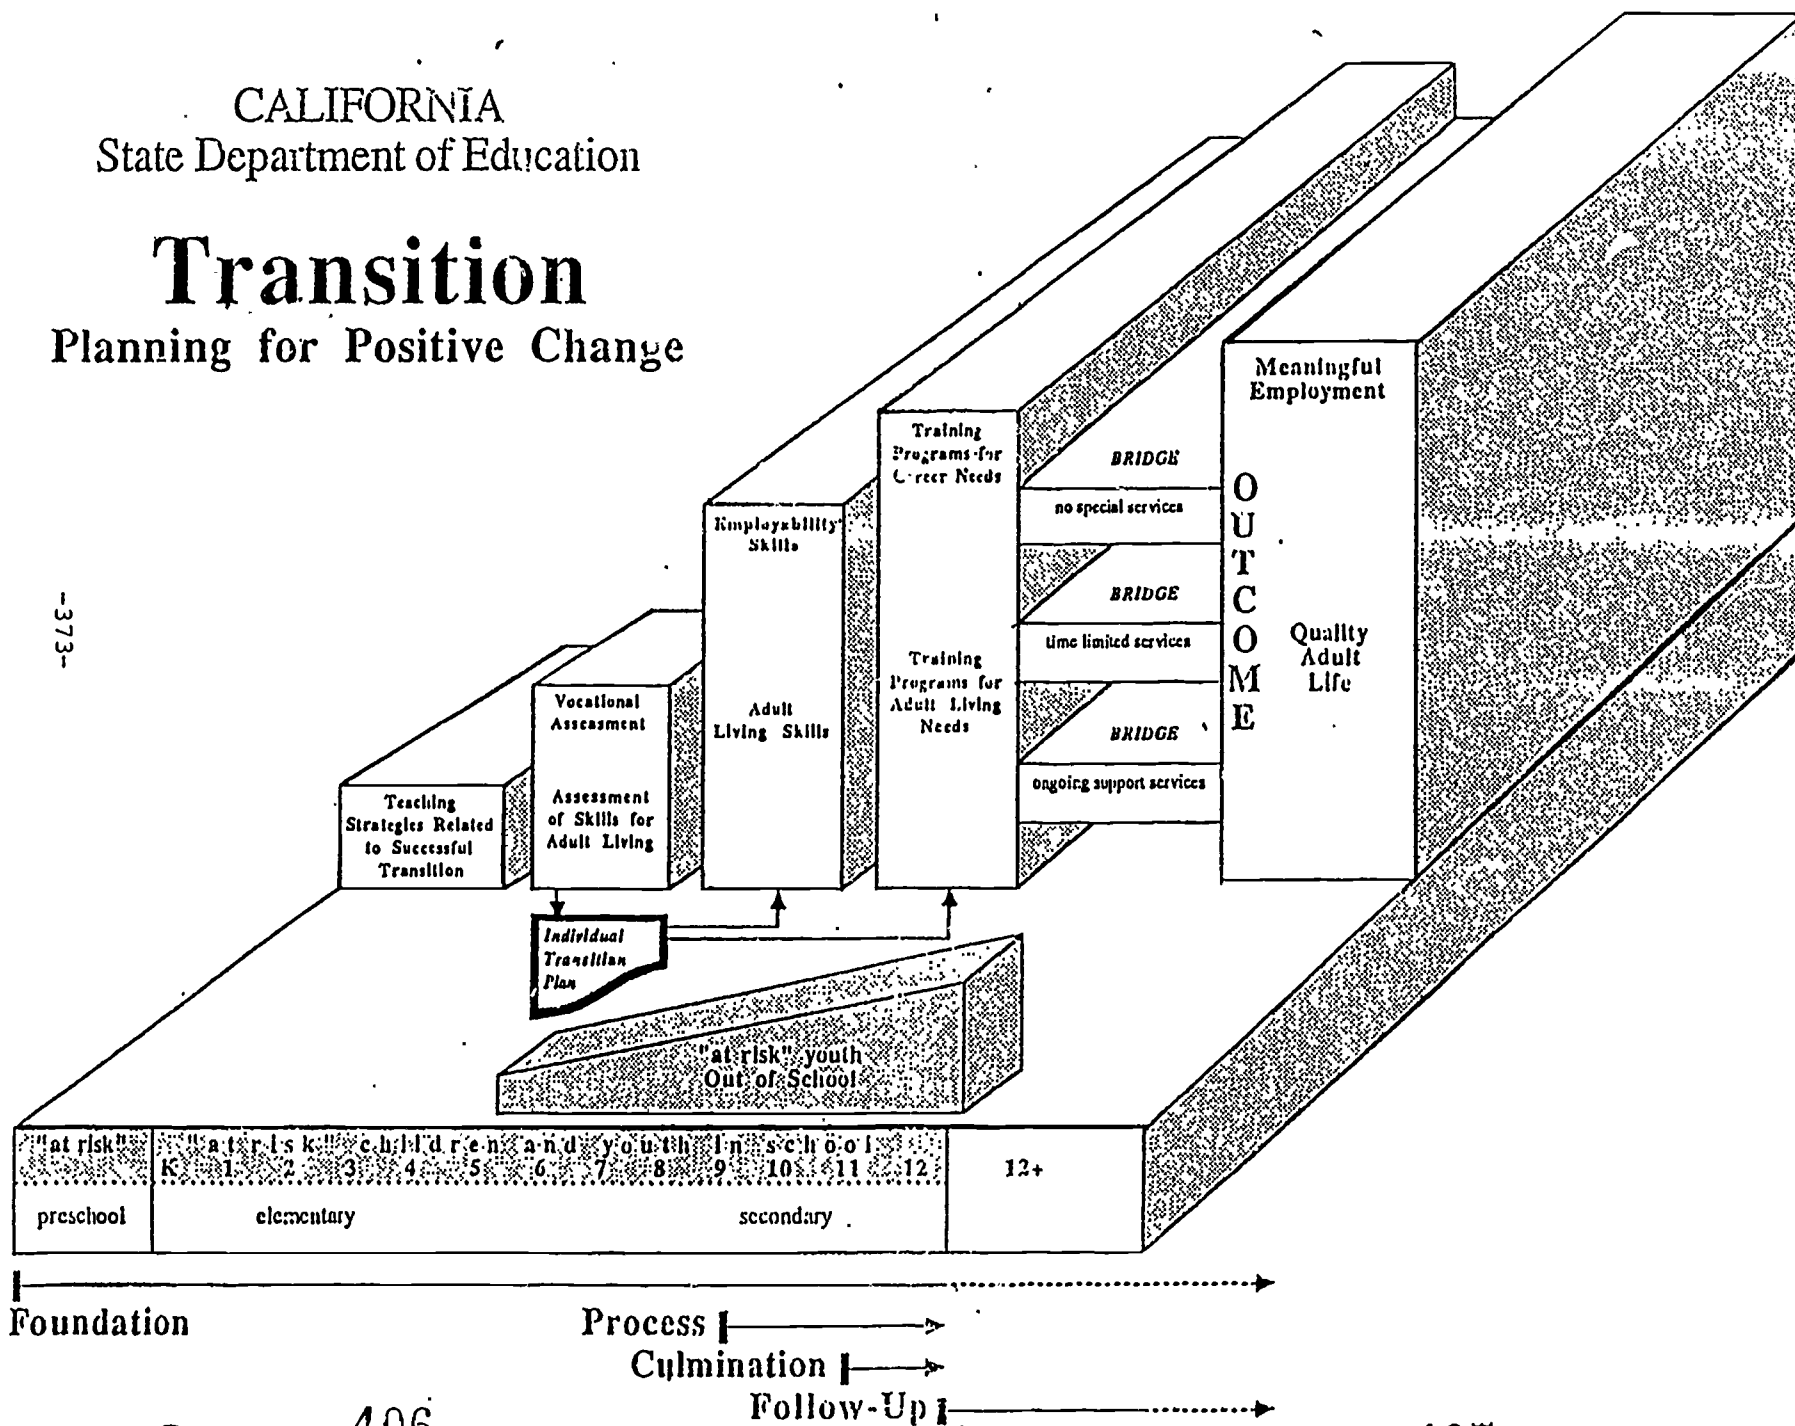 CALIFORNIA
State Department of Education
Transition
Planning for Positive Change
-373-
Teaching
Strategies Related
to Successful
Transition
Vocational
Assessment
Assessment
of Skills for
Adult Living
Employability
Skills
Adult
Living Skills
Training
Programs for
Career Needs
Training
Programs for
Adult Living
Needs
BRIDGE
no special services
BRIDGE
time limited services
BRIDGE
ongoing support services
Meaningful
Employment
OUTCOME
Quality
Adult
Life
Individual
Transition
Plan
"at risk" youth
Out of School
"at risk"
"at risk" children and youth in school
K 1 2 3 4 5 6 7 8 9 10 11 12
12+
preschool
elementary
secondary
Foundation
Process
Culmination
Follow-Up
406